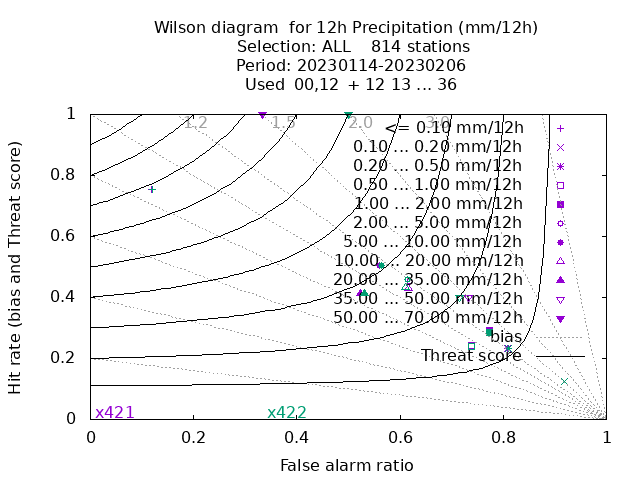 Wilson diagram  for 12h Precipitation (mm/12h)
Selection: ALL    814 stations
Period: 20230114-20230206
Used  00,12  + 12 13 ... 36
Hit rate (bias and Threat score)
1
0.8
0.6
0.4
0.2
0
1.2
1.5
2.0
3.0
<= 0.10 mm/12h
0.10 ... 0.20 mm/12h
0.20 ... 0.50 mm/12h
0.50 ... 1.00 mm/12h
1.00 ... 2.00 mm/12h
2.00 ... 5.00 mm/12h
5.00 ... 10.00 mm/12h
10.00 ... 20.00 mm/12h
20.00 ... 35.00 mm/12h
35.00 ... 50.00 mm/12h
50.00 ... 70.00 mm/12h
bias
Threat score
x421
x422
0
0.2
0.4
0.6
0.8
1
False alarm ratio